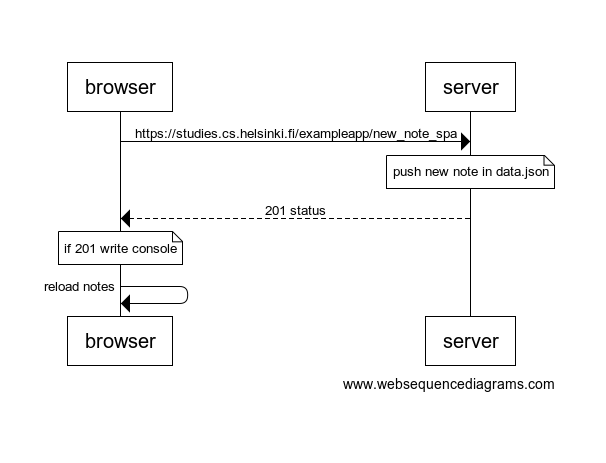 browser
server
https://studies.cs.helsinki.fi/exampleapp/new_note_spa
push new note in data.json
201 status
if 201 write console
reload notes
browser
server
www.websequencediagrams.com